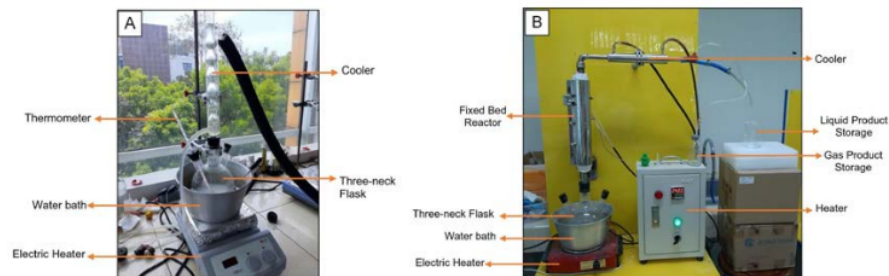 A
Cooler
Thermometer
Three-neck
Flask
Water bath
Electric Heater
B
Cooler
Fixed Bed
Reactor
Liquid Product
Storage
Gas Product
Storage
Three-neck Flask
Heater
Water bath
Electric Heater